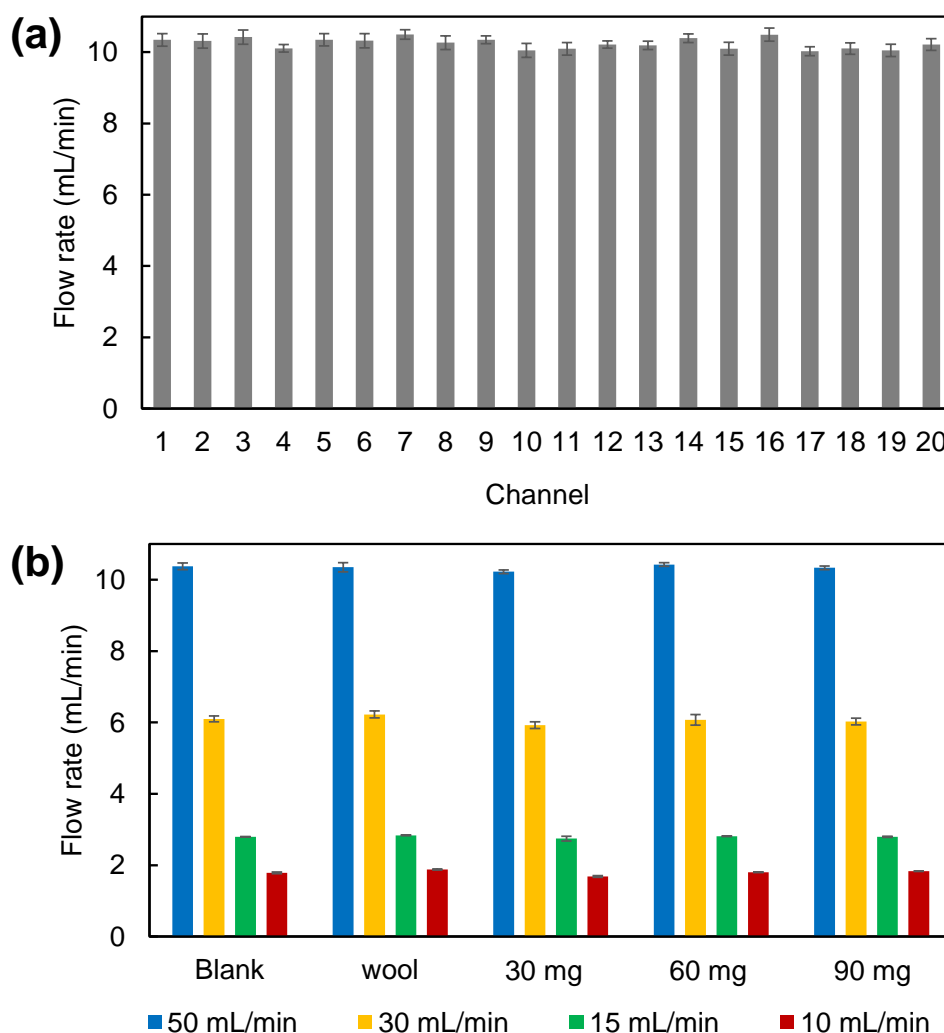 (a)
Flow rate (mL/min)
10
8
6
4
2
0
1 2 3 4 5 6 7 8 9 10 11 12 13 14 15 16 17 18 19 20
Channel
(b)
Flow rate (mL/min)
10
8
6
4
2
0
Blank wool 30 mg 60 mg 90 mg
50 mL/min 30 mL/min 15 mL/min 10 mL/min